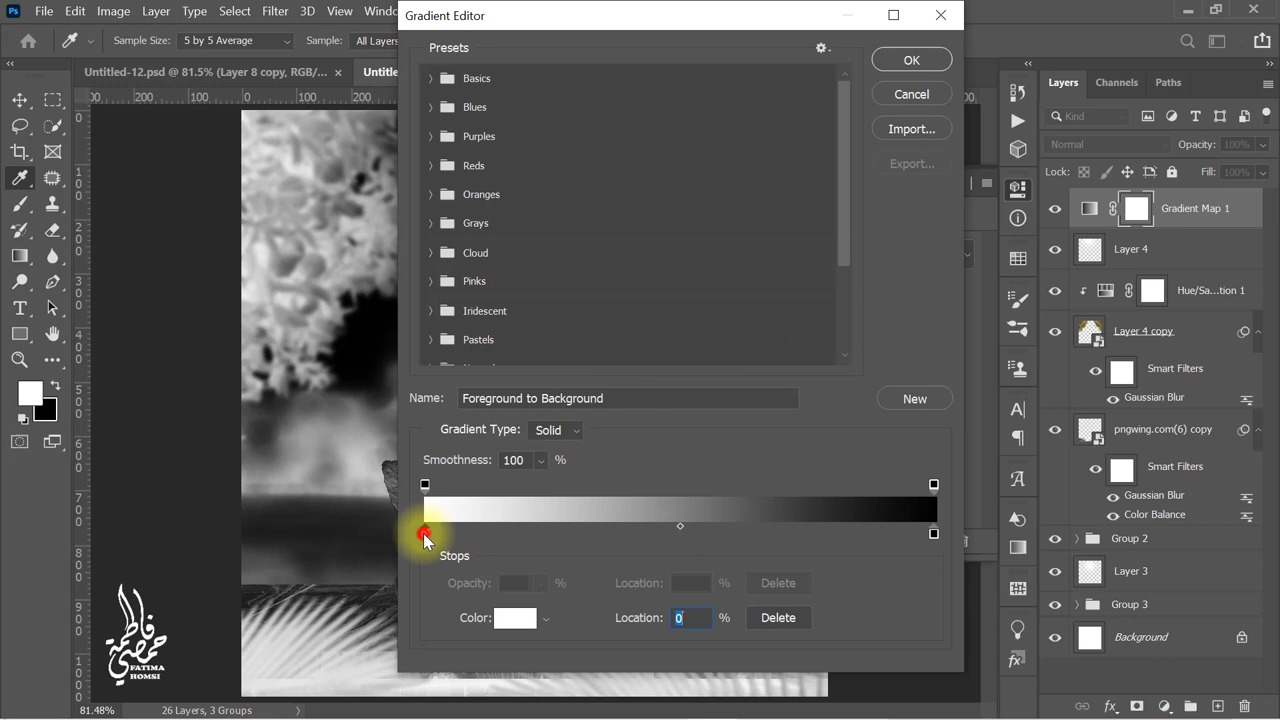 File Edit Image Layer Type Select Filter 3D View Windo
Gradient Editor
Sample Size: 5 by 5 Average Sample: All Layers
Untitled-12.psd @ 81.5% (Layer 8 copy, RGB/... × Untitle
Presets
Basics
Blues
Purples
Reds
Oranges
Grays
Cloud
Pinks
Iridescent
Pastels
OK
Cancel
Import...
Export...
Name: Foreground to Background
New
Gradient Type: Solid
Smoothness: 100 %
Stops
Opacity: % Location: % Delete
Color: Location: 0 % Delete
Layers Channels Paths
Kind
Normal Opacity: 100%
Lock: Fill: 100%
Gradient Map 1
Layer 4
Hue/Sa...tion 1
Layer 4 copy
Smart Filters
Gaussian Blur
pngwing.com(6) copy
Smart Filters
Gaussian Blur
Color Balance
Group 2
Layer 3
Group 3
Background
فاطمة
حمصي
FATIMA
HOMSI
81.48% 26 Layers, 3 Groups